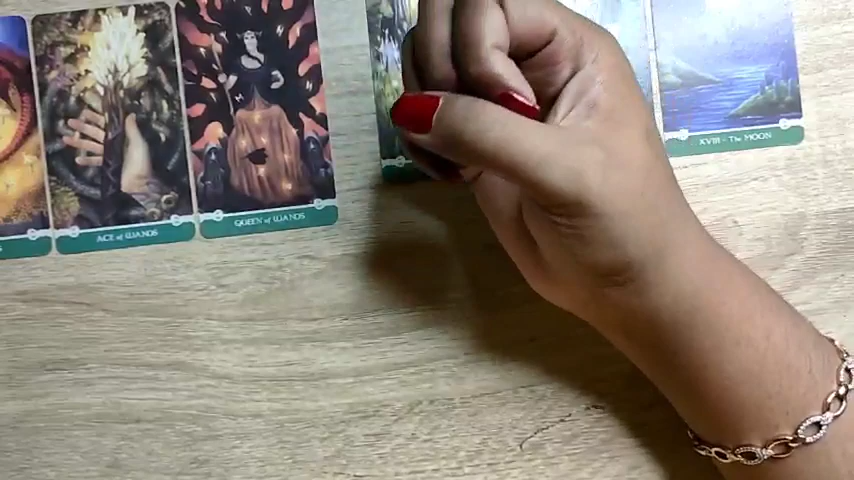 ACE of WANDS
QUEEN of WANDS
XVIII - THE MOON